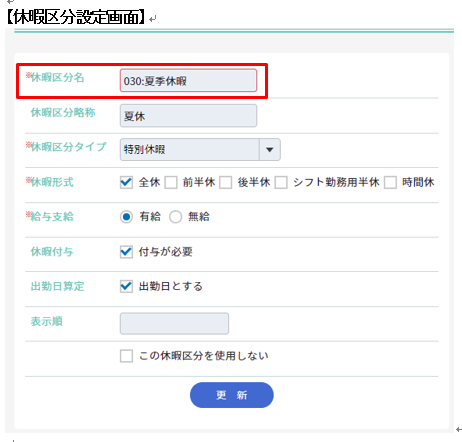 【休暇区分設定画面】
※休暇区分名 030:夏季休暇
休暇区分略称 夏休
※休暇区分タイプ 特別休暇
※休暇形式 全休 前半休 後半休 シフト勤務用半休 時間休
※給与支給 有給 無給
休暇付与 付与が必要
出勤日算定 出勤日とする
表示順
この休暇区分を使用しない
更 新